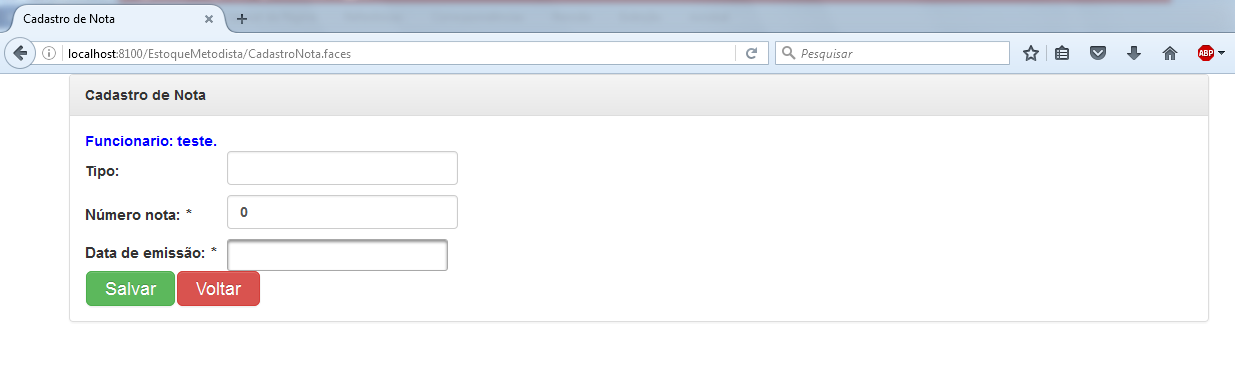 Cadastro de Nota
localhost:8100/EstoqueMetodista/CadastroNota.faces
Pesquisar
ABP
Cadastro de Nota
Funcionario: teste.
Tipo:
Número nota: * 0
Data de emissão: *
Salvar Voltar